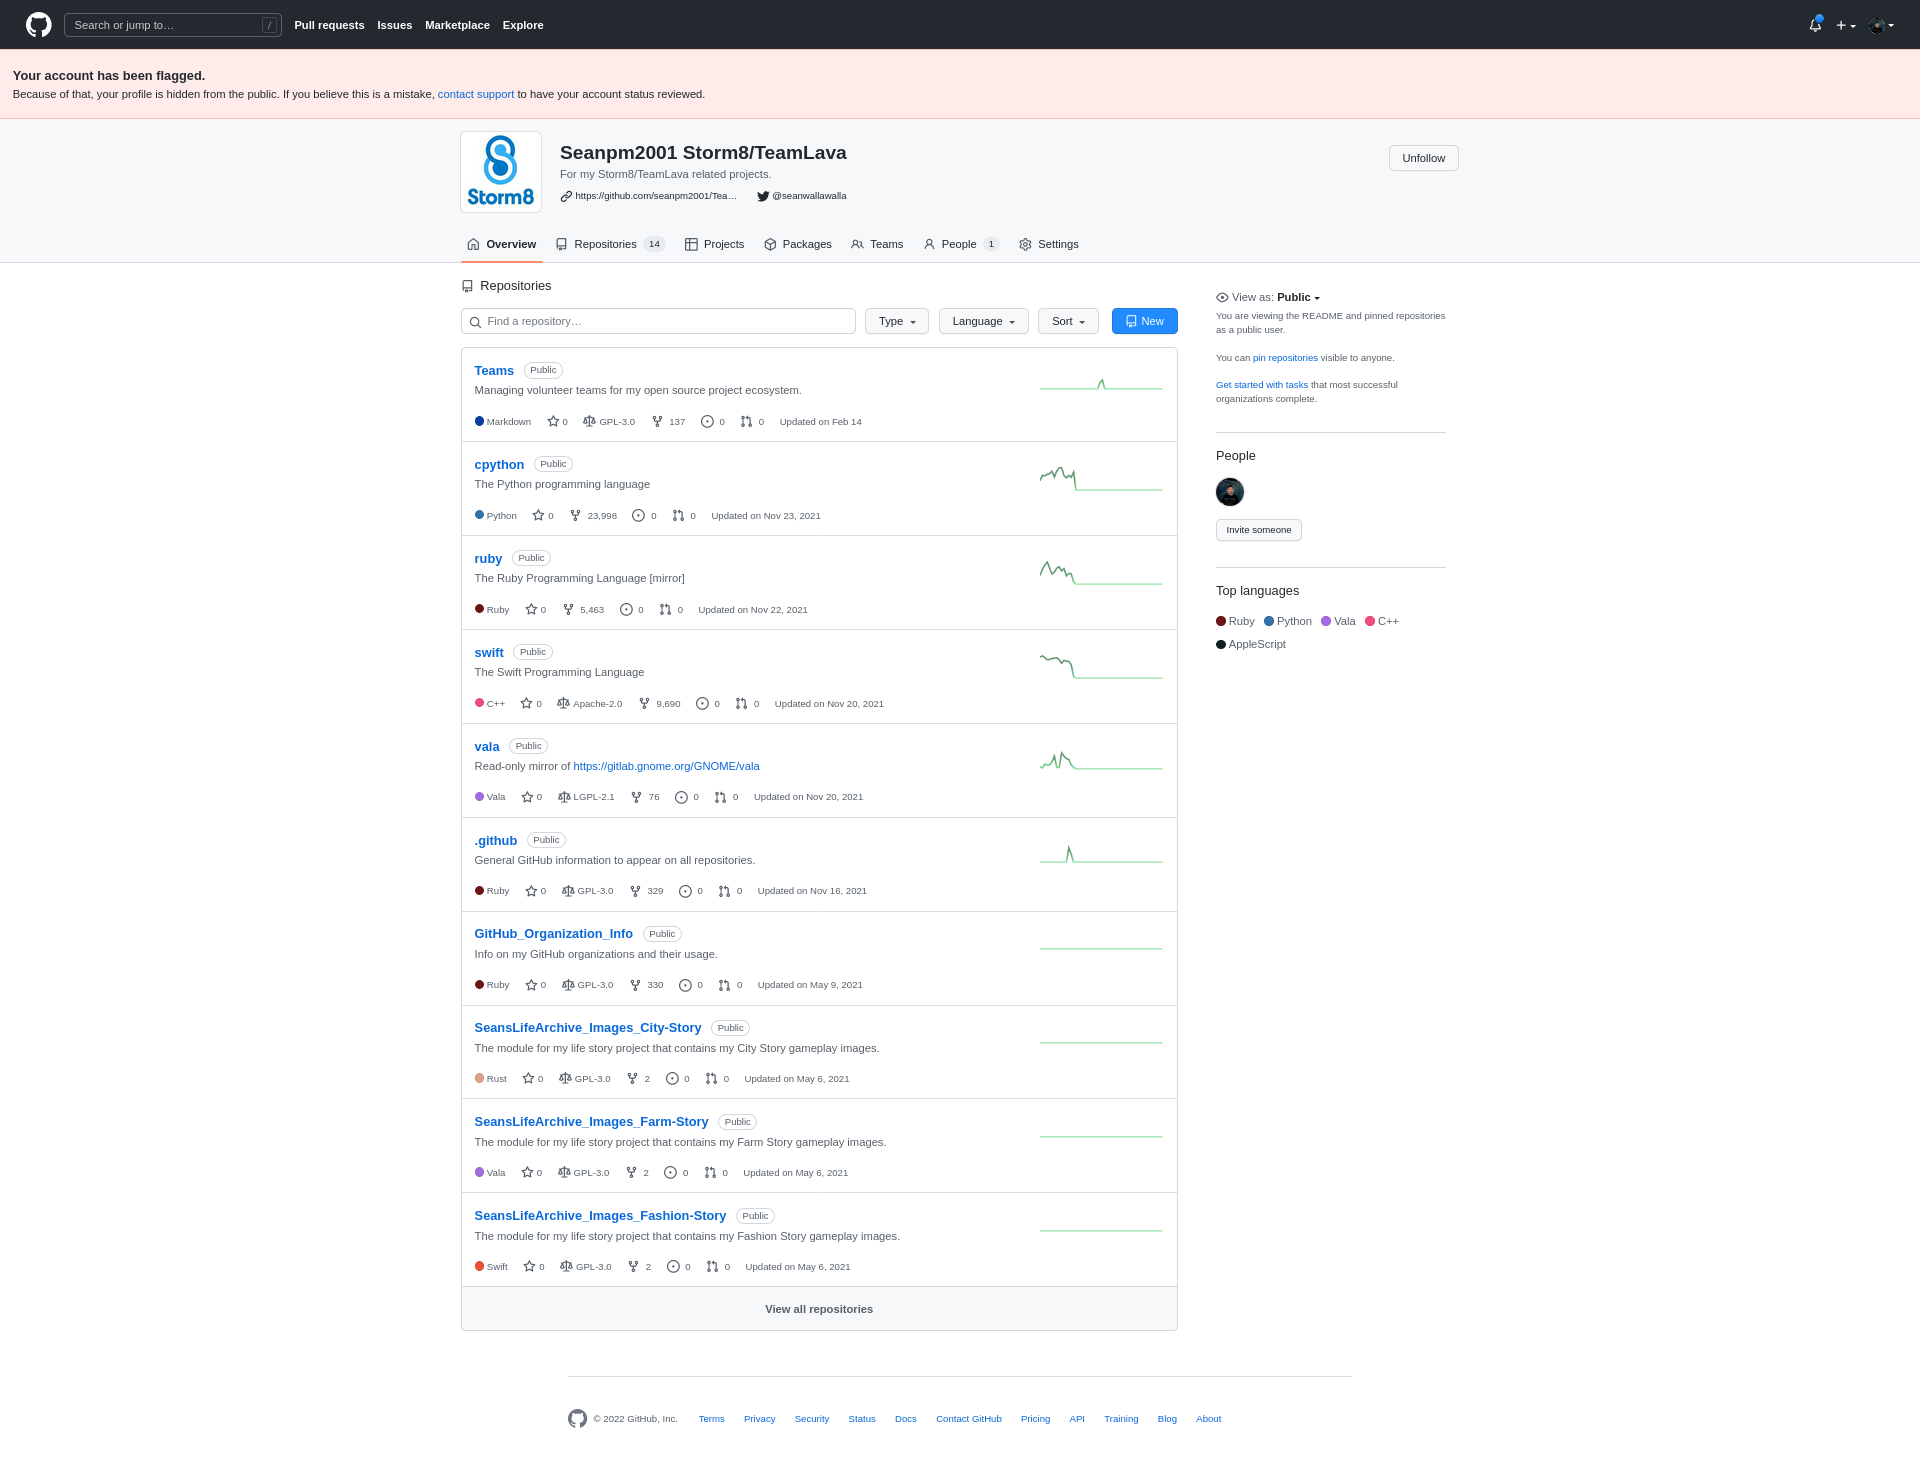 Search or jump to…
/
Pull requests Issues Marketplace Explore
Your account has been flagged.
Because of that, your profile is hidden from the public. If you believe this is a mistake, contact support to have your account status reviewed.
Storm8
Seanpm2001 Storm8/TeamLava
For my Storm8/TeamLava related projects.
https://github.com/seanpm2001/Tea… @seanwallawalla
Unfollow
Overview Repositories 14 Projects Packages Teams People 1 Settings
Repositories
Find a repository… Type Language Sort New
Teams Public
Managing volunteer teams for my open source project ecosystem.
Markdown 0 GPL-3.0 137 0 0 Updated on Feb 14
cpython Public
The Python programming language
Python 0 23,998 0 0 Updated on Nov 23, 2021
ruby Public
The Ruby Programming Language [mirror]
Ruby 0 5,463 0 0 Updated on Nov 22, 2021
swift Public
The Swift Programming Language
C++ 0 Apache-2.0 9,690 0 0 Updated on Nov 20, 2021
vala Public
Read-only mirror of https://gitlab.gnome.org/GNOME/vala
Vala 0 LGPL-2.1 76 0 0 Updated on Nov 20, 2021
.github Public
General GitHub information to appear on all repositories.
Ruby 0 GPL-3.0 329 0 0 Updated on Nov 16, 2021
GitHub_Organization_Info Public
Info on my GitHub organizations and their usage.
Ruby 0 GPL-3.0 330 0 0 Updated on May 9, 2021
SeansLifeArchive_Images_City-Story Public
The module for my life story project that contains my City Story gameplay images.
Rust 0 GPL-3.0 2 0 0 Updated on May 6, 2021
SeansLifeArchive_Images_Farm-Story Public
The module for my life story project that contains my Farm Story gameplay images.
Vala 0 GPL-3.0 2 0 0 Updated on May 6, 2021
SeansLifeArchive_Images_Fashion-Story Public
The module for my life story project that contains my Fashion Story gameplay images.
Swift 0 GPL-3.0 2 0 0 Updated on May 6, 2021
View all repositories
View as: Public
You are viewing the README and pinned repositories
as a public user.
You can pin repositories visible to anyone.
Get started with tasks that most successful
organizations complete.
People
Invite someone
Top languages
Ruby Python Vala C++
AppleScript
© 2022 GitHub, Inc. Terms Privacy Security Status Docs Contact GitHub Pricing API Training Blog About